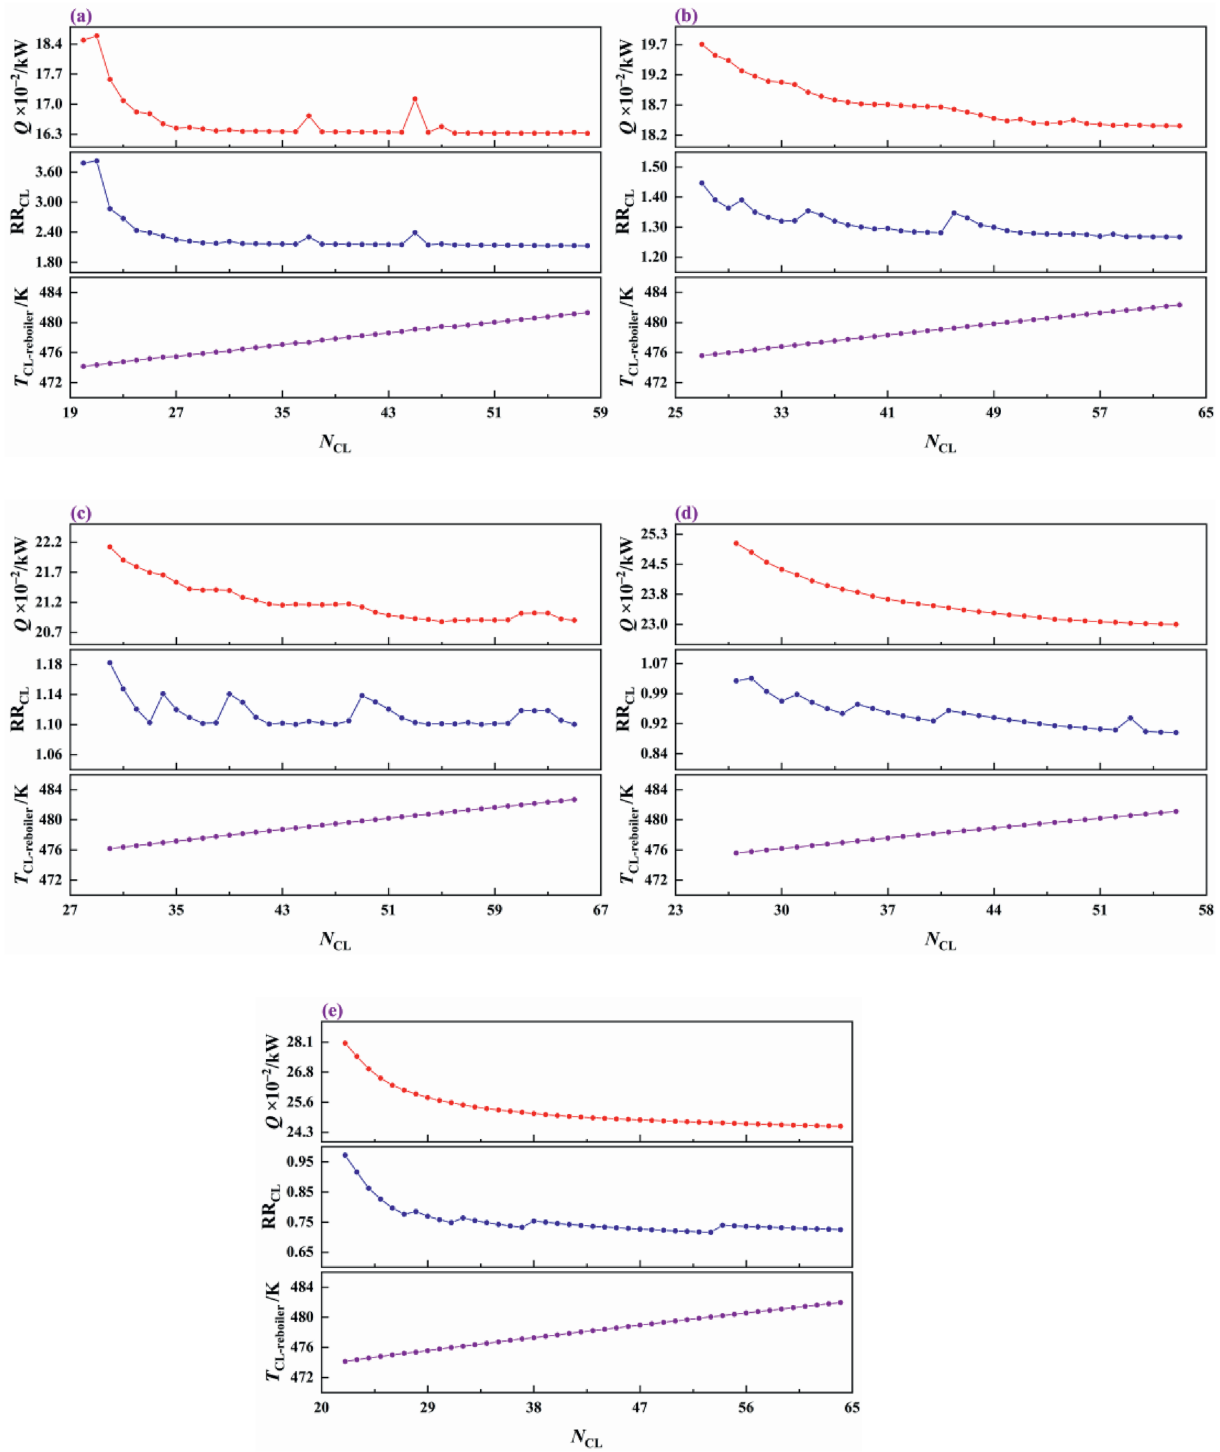 (a)
Q ×10⁻²/kW
18.4
17.7
17.0
16.3
RR_CL
3.60
3.00
2.40
1.80
T_CL-reboiler/K
484
480
476
472
19 27 35 43 51 59
N_CL
(b)
Q ×10⁻²/kW
19.7
19.2
18.7
18.2
RR_CL
1.50
1.40
1.30
1.20
T_CL-reboiler/K
484
480
476
472
25 33 41 49 57 65
N_CL
(c)
Q ×10⁻²/kW
22.2
21.7
21.2
20.7
RR_CL
1.18
1.14
1.10
1.06
T_CL-reboiler/K
484
480
476
472
27 35 43 51 59 67
N_CL
(d)
Q ×10⁻²/kW
25.3
24.5
23.8
23.0
RR_CL
1.07
0.99
0.92
0.84
T_CL-reboiler/K
484
480
476
472
23 30 37 44 51 58
N_CL
(e)
Q ×10⁻²/kW
28.1
26.8
25.6
24.3
RR_CL
0.95
0.85
0.75
0.65
T_CL-reboiler/K
484
480
476
472
20 29 38 47 56 65
N_CL